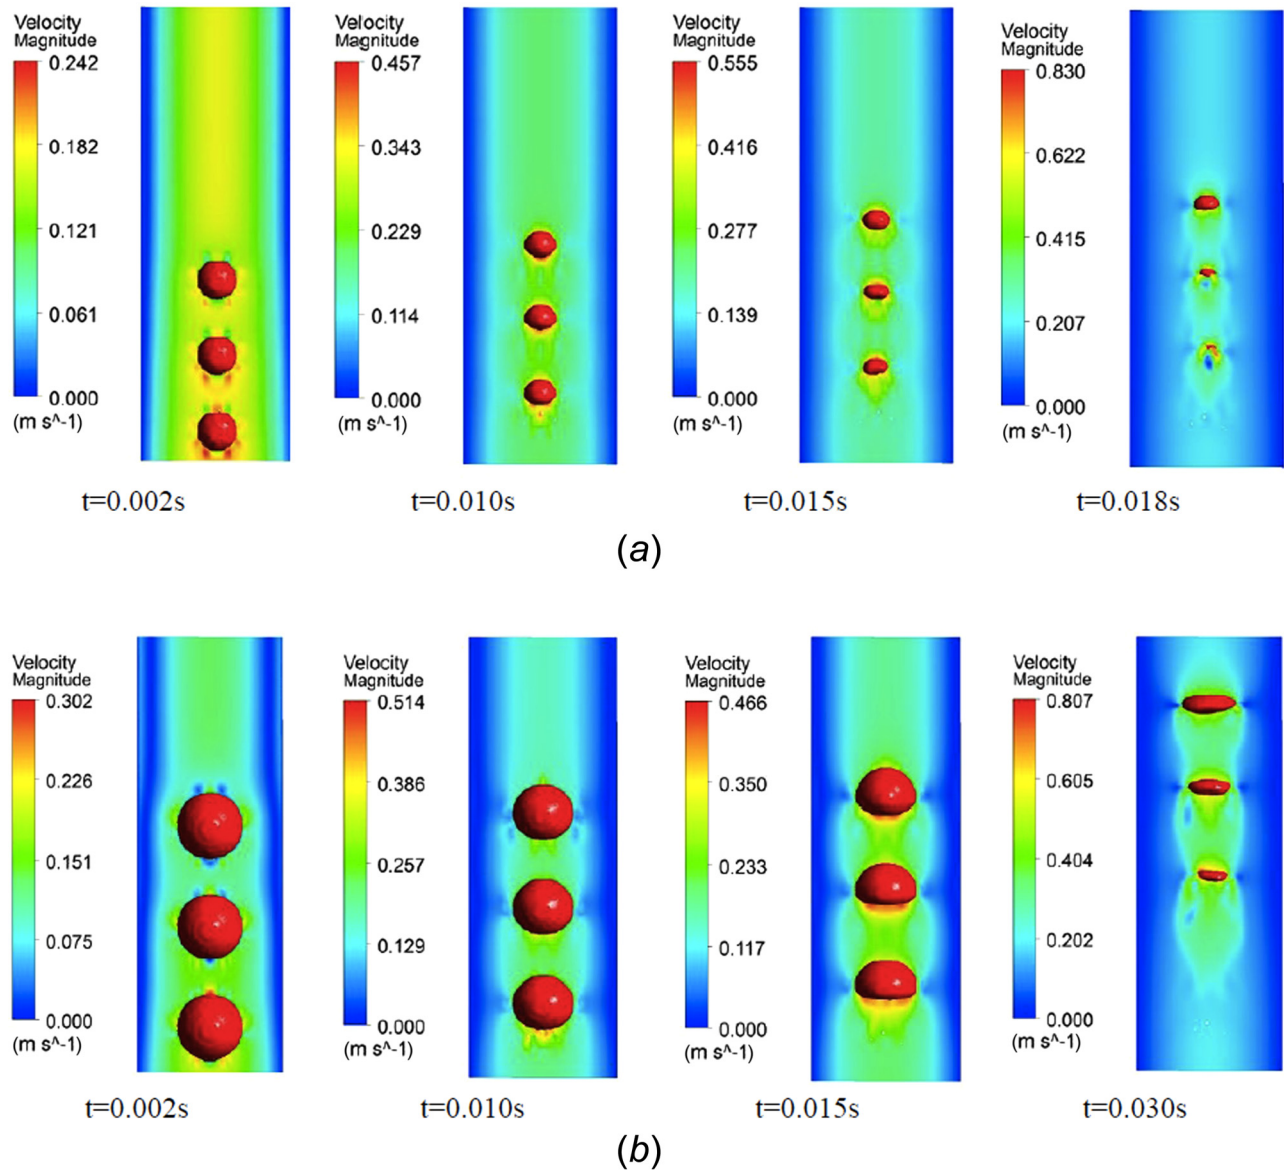 Velocity
Magnitude
0.242
0.182
0.121
0.061
0.000
(m s^-1)
Velocity
Magnitude
0.457
0.343
0.229
0.114
0.000
(m s^-1)
Velocity
Magnitude
0.555
0.416
0.277
0.139
0.000
(m s^-1)
Velocity
Magnitude
0.830
0.622
0.415
0.207
0.000
(m s^-1)
t=0.002s
t=0.010s
t=0.015s
t=0.018s
(a)
Velocity
Magnitude
0.302
0.226
0.151
0.075
0.000
(m s^-1)
Velocity
Magnitude
0.514
0.386
0.257
0.129
0.000
(m s^-1)
Velocity
Magnitude
0.466
0.350
0.233
0.117
0.000
(m s^-1)
Velocity
Magnitude
0.807
0.605
0.404
0.202
0.000
(m s^-1)
t=0.002s
t=0.010s
t=0.015s
t=0.030s
(b)